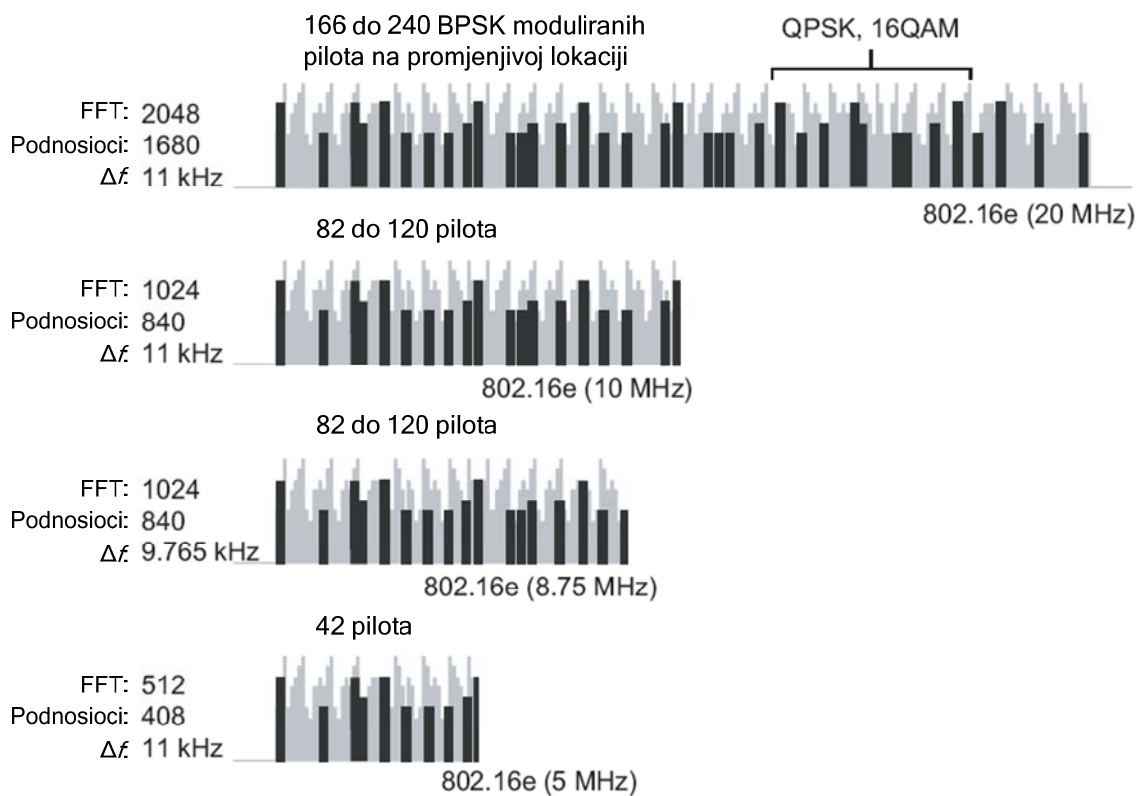 166 do 240 BPSK moduliranih
pilota na promjenjivoj lokaciji
QPSK, 16QAM
FFT: 2048
Podnosioci: 1680
Δf: 11 kHz
802.16e (20 MHz)
82 do 120 pilota
FFT: 1024
Podnosioci: 840
Δf: 11 kHz
802.16e (10 MHz)
82 do 120 pilota
FFT: 1024
Podnosioci: 840
Δf: 9.765 kHz
802.16e (8.75 MHz)
42 pilota
FFT: 512
Podnosioci: 408
Δf: 11 kHz
802.16e (5 MHz)